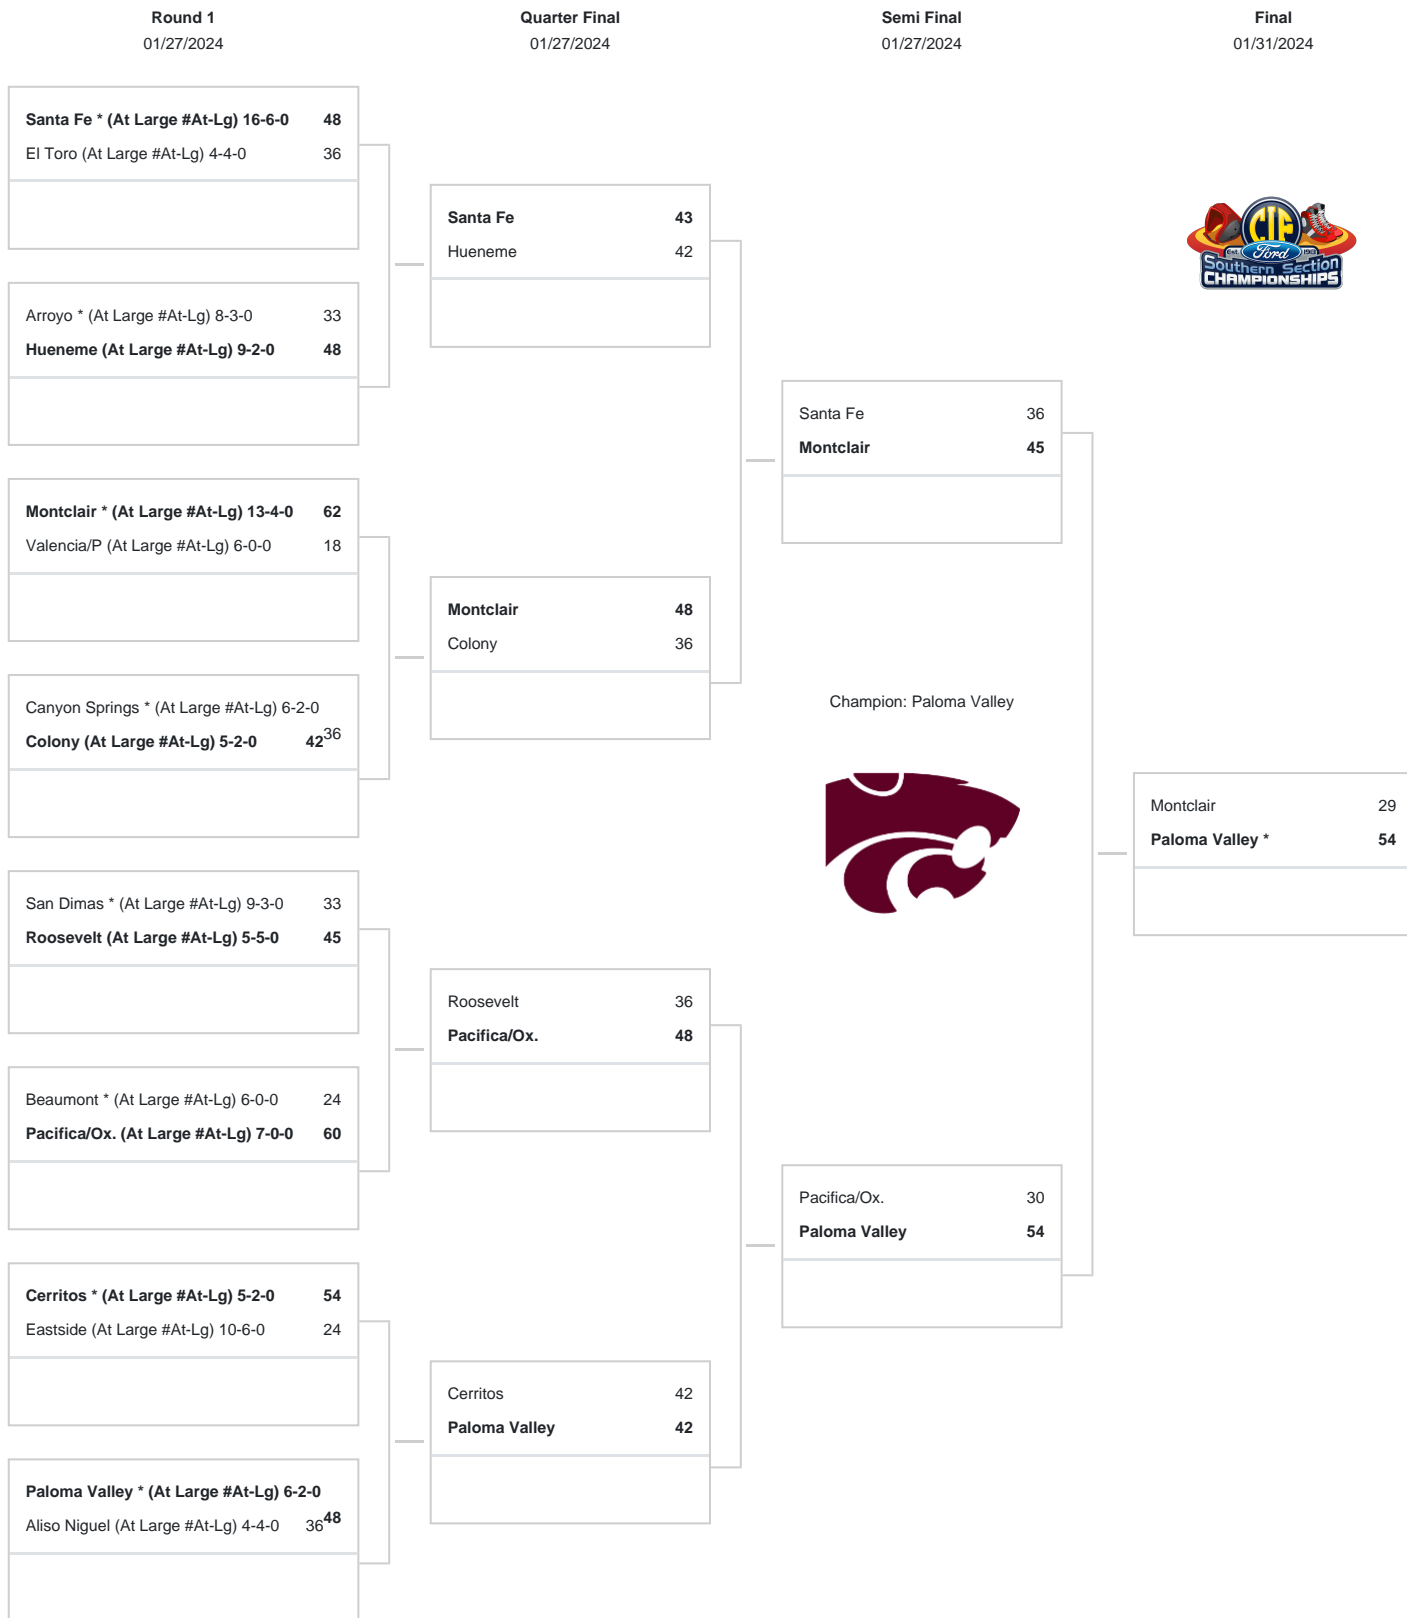 Round 1
01/27/2024
Quarter Final
01/27/2024
Semi Final
01/27/2024
Final
01/31/2024
Santa Fe * (At Large #At-Lg) 16-6-0 48
El Toro (At Large #At-Lg) 4-4-0 36
Arroyo * (At Large #At-Lg) 8-3-0 33
Hueneme (At Large #At-Lg) 9-2-0 48
Montclair * (At Large #At-Lg) 13-4-0 62
Valencia/P (At Large #At-Lg) 6-0-0 18
Canyon Springs * (At Large #At-Lg) 6-2-0 36
Colony (At Large #At-Lg) 5-2-0 42
San Dimas * (At Large #At-Lg) 9-3-0 33
Roosevelt (At Large #At-Lg) 5-5-0 45
Beaumont * (At Large #At-Lg) 6-0-0 24
Pacifica/Ox. (At Large #At-Lg) 7-0-0 60
Cerritos * (At Large #At-Lg) 5-2-0 54
Eastside (At Large #At-Lg) 10-6-0 24
Paloma Valley * (At Large #At-Lg) 6-2-0 48
Aliso Niguel (At Large #At-Lg) 4-4-0 36
Santa Fe 43
Hueneme 42
Montclair 48
Colony 36
Roosevelt 36
Pacifica/Ox. 48
Cerritos 42
Paloma Valley 42
Santa Fe 36
Montclair 45
Champion: Paloma Valley
Pacifica/Ox. 30
Paloma Valley 54
CIF
Est. Ford 1913
Southern Section
CHAMPIONSHIPS
Montclair 29
Paloma Valley * 54